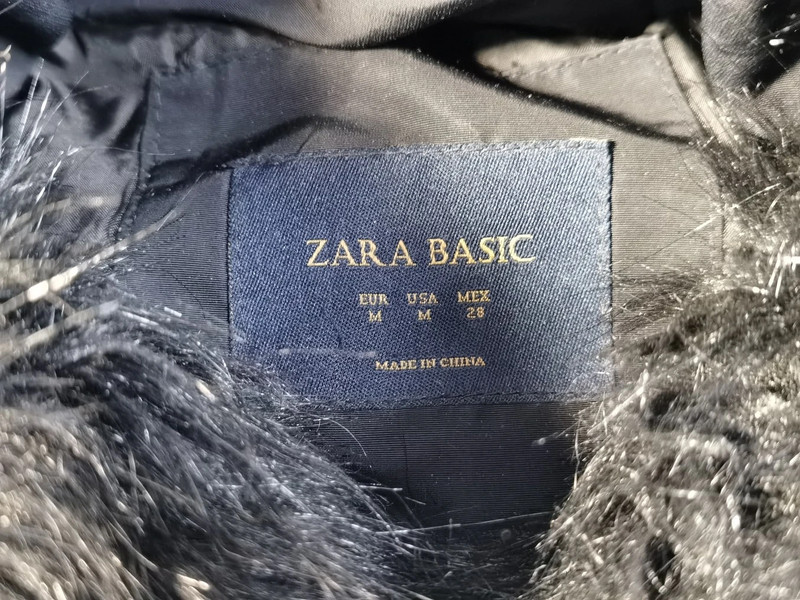 ZARA BASIC
EUR USA MEX
M M 28
MADE IN CHINA